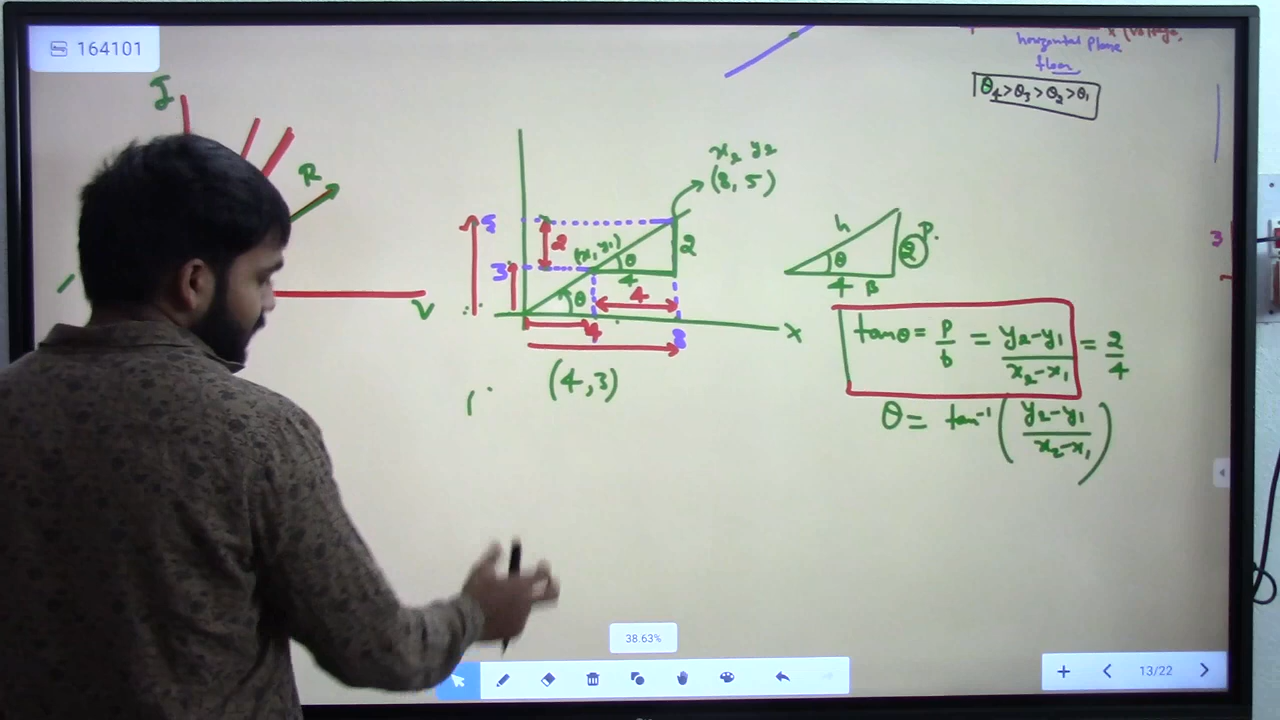 164101
horizontal Plane
floor
θ4>θ3>θ2>θ1
I
R
V
x2 y2
(8, 5)
5
2
(x1, y1)
θ
2
3
4
4
θ
4
8
x
(4,3)
h
P.
θ
2
4 B
tanθ = P/b = y2-y1/x2-x1 = 2/4
θ = tan-1 (y2-y1/x2-x1)
3
38.63%
13/22